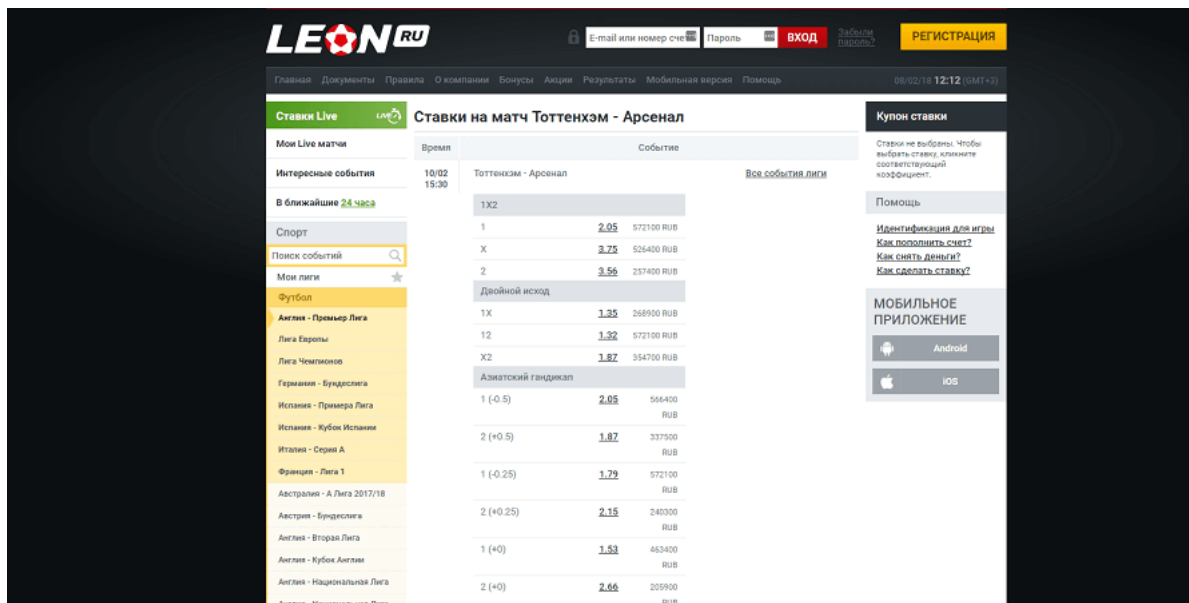 LEON RU
E-mail или номер сче
Пароль
ВХОД
Забыли
пароль?
РЕГИСТРАЦИЯ
Главная Документы Правила О компании Бонусы Акции Результаты Мобильная версия Помощь
08/02/18 12:12 (GMT+3)
Ставки Live
LIVE
Мои Live матчи
Интересные события
В ближайшие 24 часа
Спорт
Поиск событий
Мои лиги
Футбол
Англия - Премьер Лига
Лига Европы
Лига Чемпионов
Германия - Бундеслига
Испания - Примера Лига
Испания - Кубок Испании
Италия - Серия А
Франция - Лига 1
Австралия - А Лига 2017/18
Австрия - Бундеслига
Англия - Вторая Лига
Англия - Кубок Англии
Англия - Национальная Лига
Ставки на матч Тоттенхэм - Арсенал
Время Событие
10/02
15:30
Тоттенхэм - Арсенал Все события лиги
1X2
1 2.05 572100 RUB
X 3.75 526400 RUB
2 3.56 257400 RUB
Двойной исход
1X 1.35 268900 RUB
12 1.32 572100 RUB
X2 1.87 354700 RUB
Азиатский гандикап
1 (-0.5) 2.05 566400
RUB
2 (+0.5) 1.87 337500
RUB
1 (-0.25) 1.79 572100
RUB
2 (+0.25) 2.15 240300
RUB
1 (+0) 1.53 463400
RUB
2 (+0) 2.66 205900
RUB
Купон ставки
Ставки не выбраны. Чтобы
выбрать ставку, кликните
соответствующий
коэффициент.
Помощь
Идентификация для игры
Как пополнить счет?
Как снять деньги?
Как сделать ставку?
МОБИЛЬНОЕ
ПРИЛОЖЕНИЕ
Android
iOS